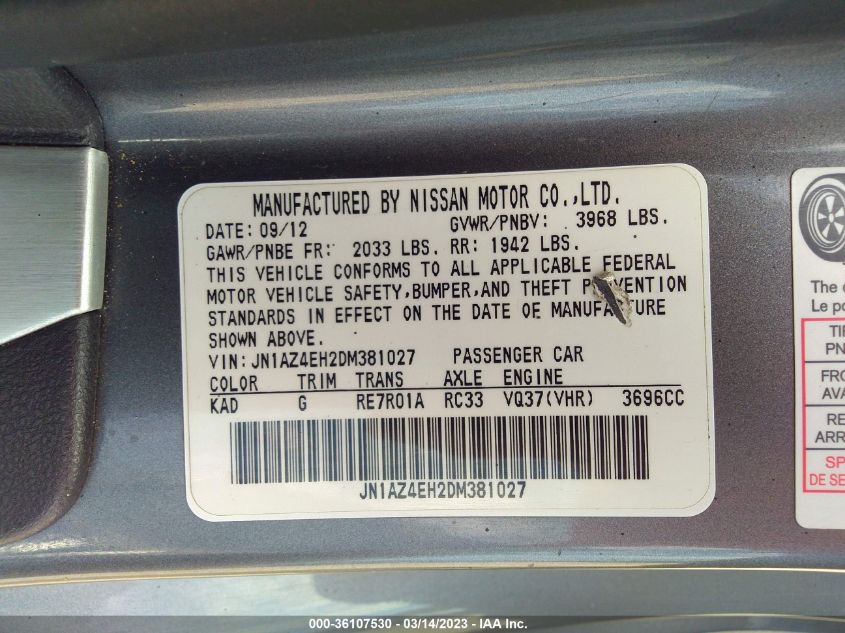 MANUFACTURED BY NISSAN MOTOR CO.,LTD.
DATE: 09/12 GVWR/PNBV: 3968 LBS.
GAWR/PNBE FR: 2033 LBS. RR: 1942 LBS.
THIS VEHICLE CONFORMS TO ALL APPLICABLE FEDERAL
MOTOR VEHICLE SAFETY,BUMPER,AND THEFT
STANDARDS IN EFFECT ON THE DATE OF
SHOWN ABOVE.
VIN:JN1AZ4EH2DM381027 PASSENGER CAR
COLOR TRIM TRANS AXLE ENGINE
KAD G RE7R01A RC33 VQ37(VHR) 3696CC
JN1AZ4EH2DM381027
The
Le
000-36107530 - 03/14/2023 - IAA Inc.